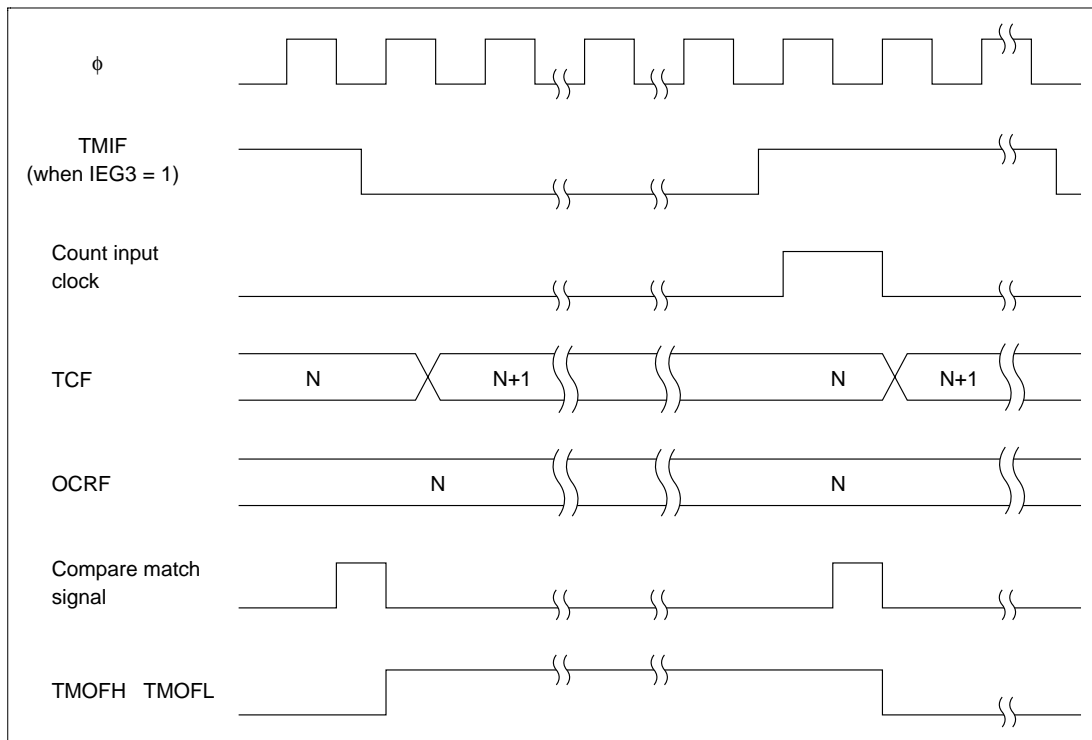 ϕ
TMIF
(when IEG3 = 1)
Count input
clock
TCF
N
N+1
N
N+1
OCRF
N
N
Compare match
signal
TMOFH TMOFL